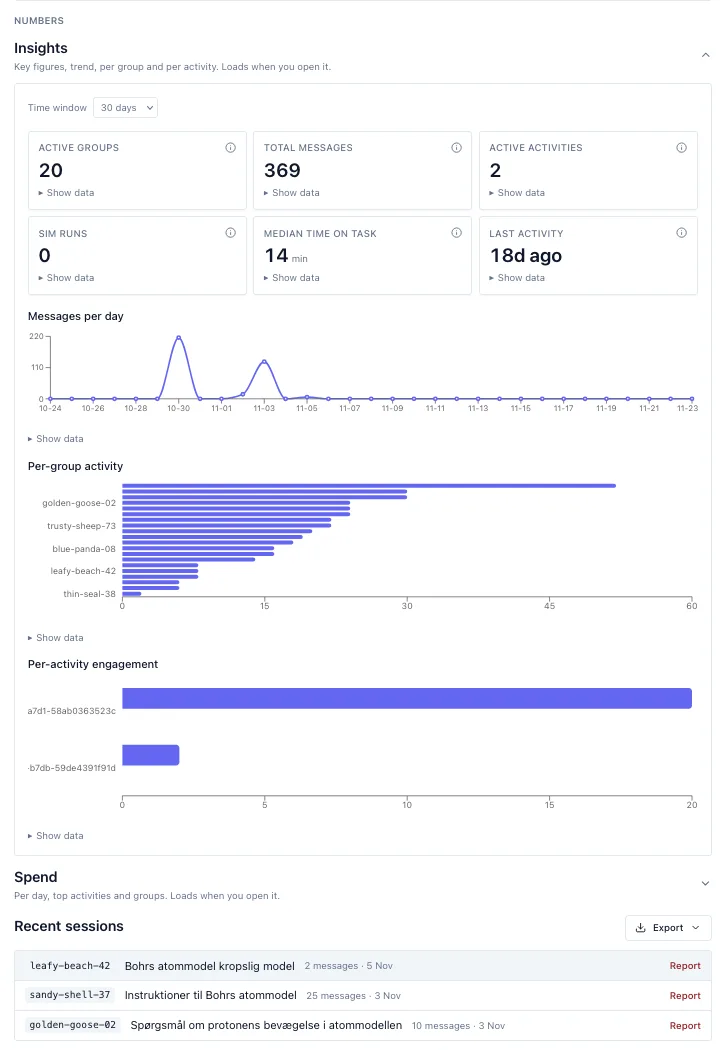 NUMBERS
Insights
Key figures, trend, per group and per activity. Loads when you open it.
Time window 30 days
ACTIVE GROUPS
20
Show data
TOTAL MESSAGES
369
Show data
ACTIVE ACTIVITIES
2
Show data
SIM RUNS
0
Show data
MEDIAN TIME ON TASK
14 min
Show data
LAST ACTIVITY
18d ago
Show data
Messages per day
220
110
0
10-24 10-26 10-28 10-30 11-01 11-03 11-05 11-07 11-09 11-11 11-13 11-15 11-17 11-19 11-21 11-23
Show data
Per-group activity
golden-goose-02
trusty-sheep-73
blue-panda-08
leafy-beach-42
thin-seal-38
0 15 30 45 60
Show data
Per-activity engagement
a7d1-58ab0363523c
-b7db-59de4391f91d
0 5 10 15 20
Show data
Spend
Per day, top activities and groups. Loads when you open it.
Recent sessions
Export
leafy-beach-42 Bohrs atommodel kropslig model 2 messages · 5 Nov Report
sandy-shell-37 Instruktioner til Bohrs atommodel 25 messages · 3 Nov Report
golden-goose-02 Spørgsmål om protonens bevægelse i atommodellen 10 messages · 3 Nov Report